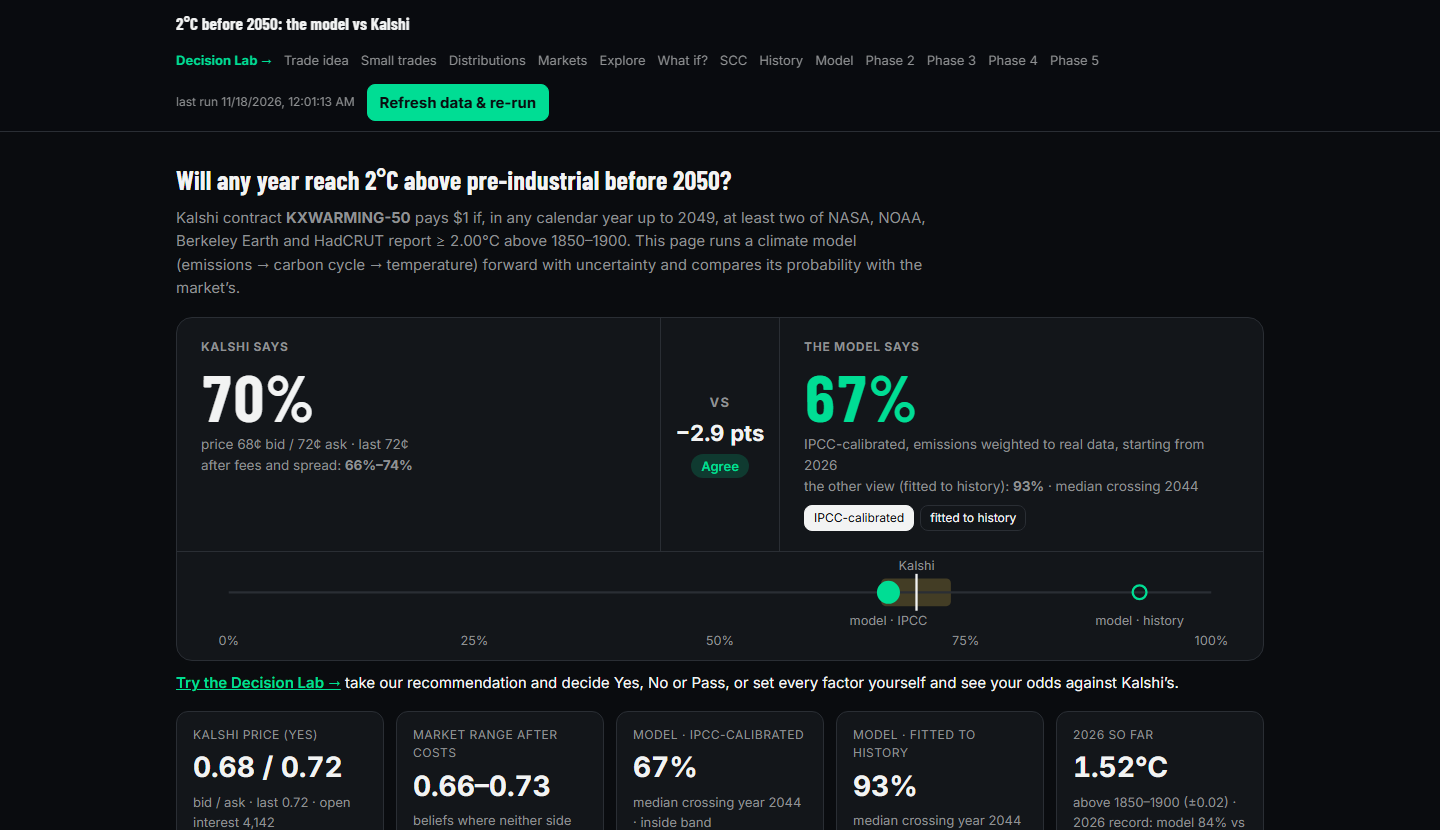 2°C before 2050: the model vs Kalshi
Decision Lab → Trade idea Small trades Distributions Markets Explore What if? SCC History Model Phase 2 Phase 3 Phase 4 Phase 5
last run 11/18/2026, 12:01:13 AM Refresh data & re-run
Will any year reach 2°C above pre-industrial before 2050?
Kalshi contract KXWARMING-50 pays $1 if, in any calendar year up to 2049, at least two of NASA, NOAA,
Berkeley Earth and HadCRUT report ≥ 2.00°C above 1850–1900. This page runs a climate model
(emissions → carbon cycle → temperature) forward with uncertainty and compares its probability with the
market's.
KALSHI SAYS
70%
price 68¢ bid / 72¢ ask · last 72¢
after fees and spread: 66%–74%
VS
−2.9 pts
Agree
THE MODEL SAYS
67%
IPCC-calibrated, emissions weighted to real data, starting from
2026
the other view (fitted to history): 93% · median crossing 2044
IPCC-calibrated fitted to history
Kalshi
model · IPCC model · history
0% 25% 50% 75% 100%
Try the Decision Lab → take our recommendation and decide Yes, No or Pass, or set every factor yourself and see your odds against Kalshi's.
KALSHI PRICE (YES)
0.68 / 0.72
bid / ask · last 0.72 · open
interest 4,142
MARKET RANGE AFTER
COSTS
0.66–0.73
beliefs where neither side
MODEL · IPCC-CALIBRATED
67%
median crossing year 2044
· inside band
MODEL · FITTED TO
HISTORY
93%
median crossing year 2044
2026 SO FAR
1.52°C
above 1850–1900 (±0.02) ·
2026 record: model 84% vs